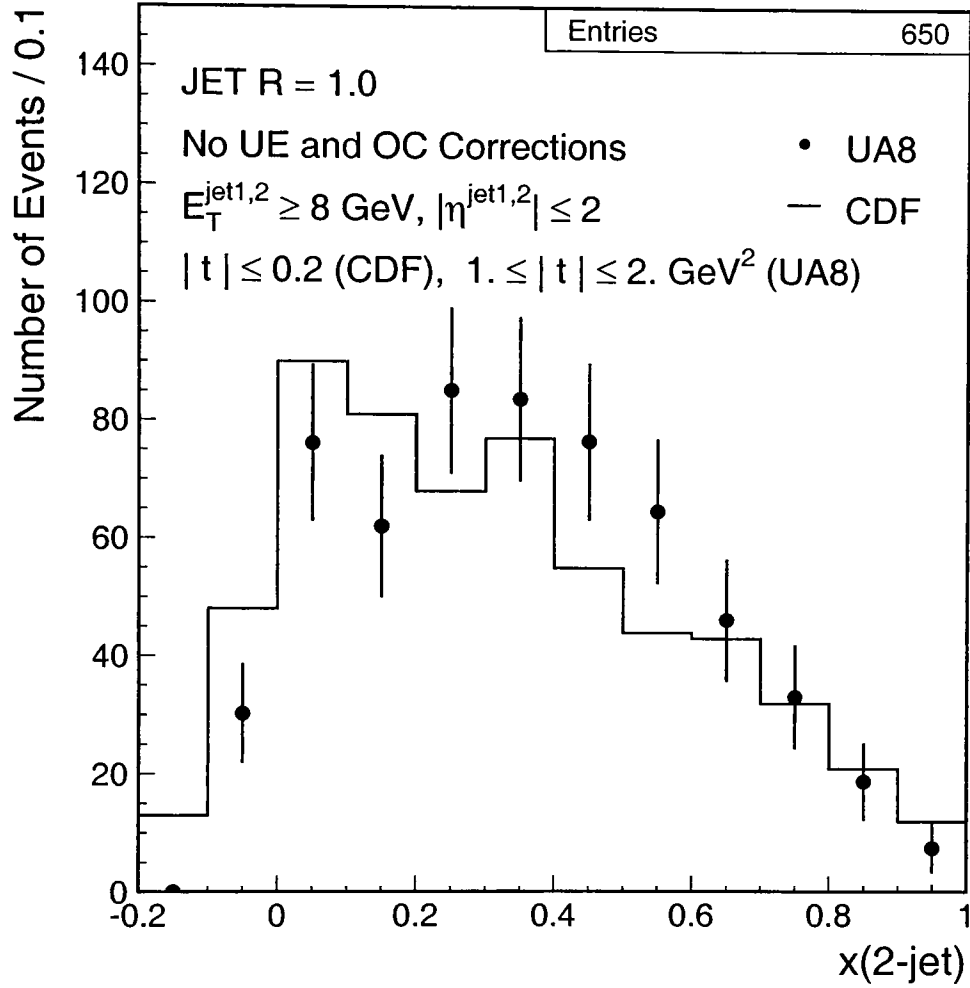 Entries 650
JET R = 1.0
No UE and OC Corrections
E_T^{jet1,2} ≥ 8 GeV, |η^{jet1,2}| ≤ 2
| t | ≤ 0.2 (CDF), 1. ≤ | t | ≤ 2. GeV² (UA8)
UA8
CDF
Number of Events / 0.1
140
120
100
80
60
40
20
0
-0.2 0 0.2 0.4 0.6 0.8 1
x(2-jet)